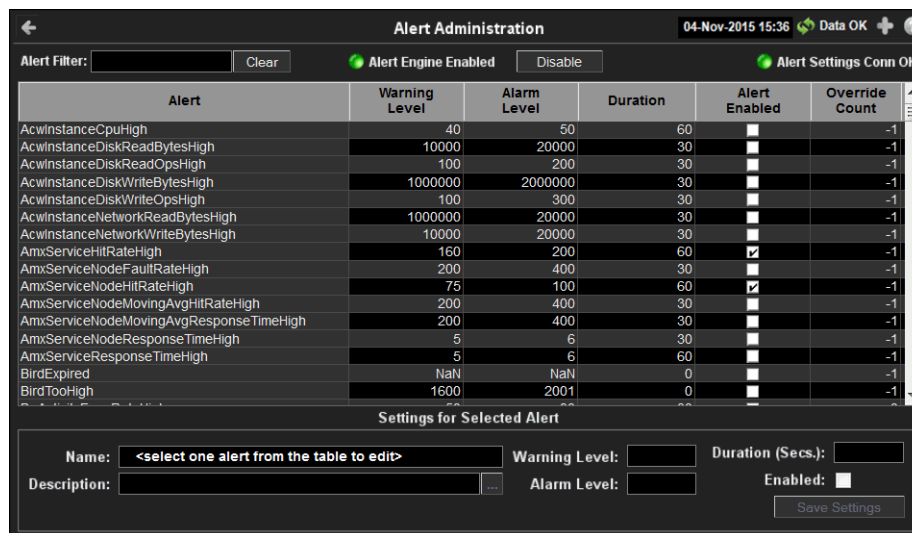 Alert Administration 04-Nov-2015 15:36 Data OK
Alert Filter: Clear Alert Engine Enabled Disable Alert Settings Conn OK
Alert Warning Level Alarm Level Duration Alert Enabled Override Count
AcwInstanceCpuHigh 40 50 60 -1
AcwInstanceDiskReadBytesHigh 10000 20000 30 -1
AcwInstanceDiskReadOpsHigh 100 200 30 -1
AcwInstanceDiskWriteBytesHigh 1000000 2000000 30 -1
AcwInstanceDiskWriteOpsHigh 100 300 30 -1
AcwInstanceNetworkReadBytesHigh 1000000 20000 30 -1
AcwInstanceNetworkWriteBytesHigh 10000 20000 30 -1
AmxServiceHitRateHigh 160 200 60 -1
AmxServiceNodeFaultRateHigh 200 400 30 -1
AmxServiceNodeHitRateHigh 75 100 60 -1
AmxServiceNodeMovingAvgHitRateHigh 200 400 30 -1
AmxServiceNodeMovingAvgResponseTimeHigh 200 400 30 -1
AmxServiceNodeResponseTimeHigh 5 6 30 -1
AmxServiceResponseTimeHigh 5 6 60 -1
BirdExpired NaN NaN 0 -1
BirdTooHigh 1600 2001 0 -1
Settings for Selected Alert
Name: <select one alert from the table to edit> Warning Level: Duration (Secs.):
Description: ... Alarm Level: Enabled:
Save Settings